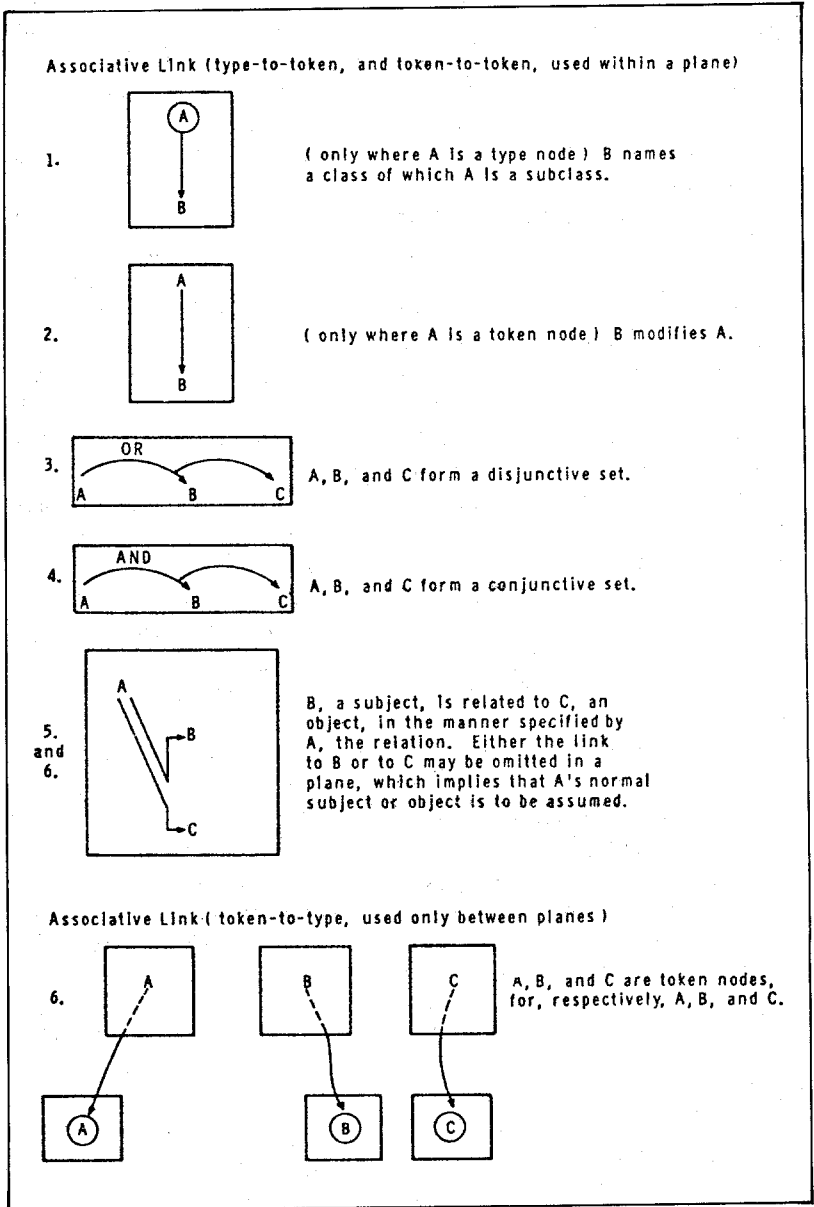 Associative Link (type-to-token, and token-to-token, used within a plane)
1.
A
B
( only where A is a type node ) B names
a class of which A is a subclass.
2.
A
B
( only where A is a token node ) B modifies A.
3.
OR
A B C
A, B, and C form a disjunctive set.
4.
AND
A B C
A, B, and C form a conjunctive set.
5.
and
6.
A
B
C
B, a subject, is related to C, an
object, in the manner specified by
A, the relation. Either the link
to B or to C may be omitted in a
plane, which implies that A's normal
subject or object is to be assumed.
Associative Link ( token-to-type, used only between planes )
6.
A B C
A, B, and C are token nodes,
for, respectively, A, B, and C.
A B C